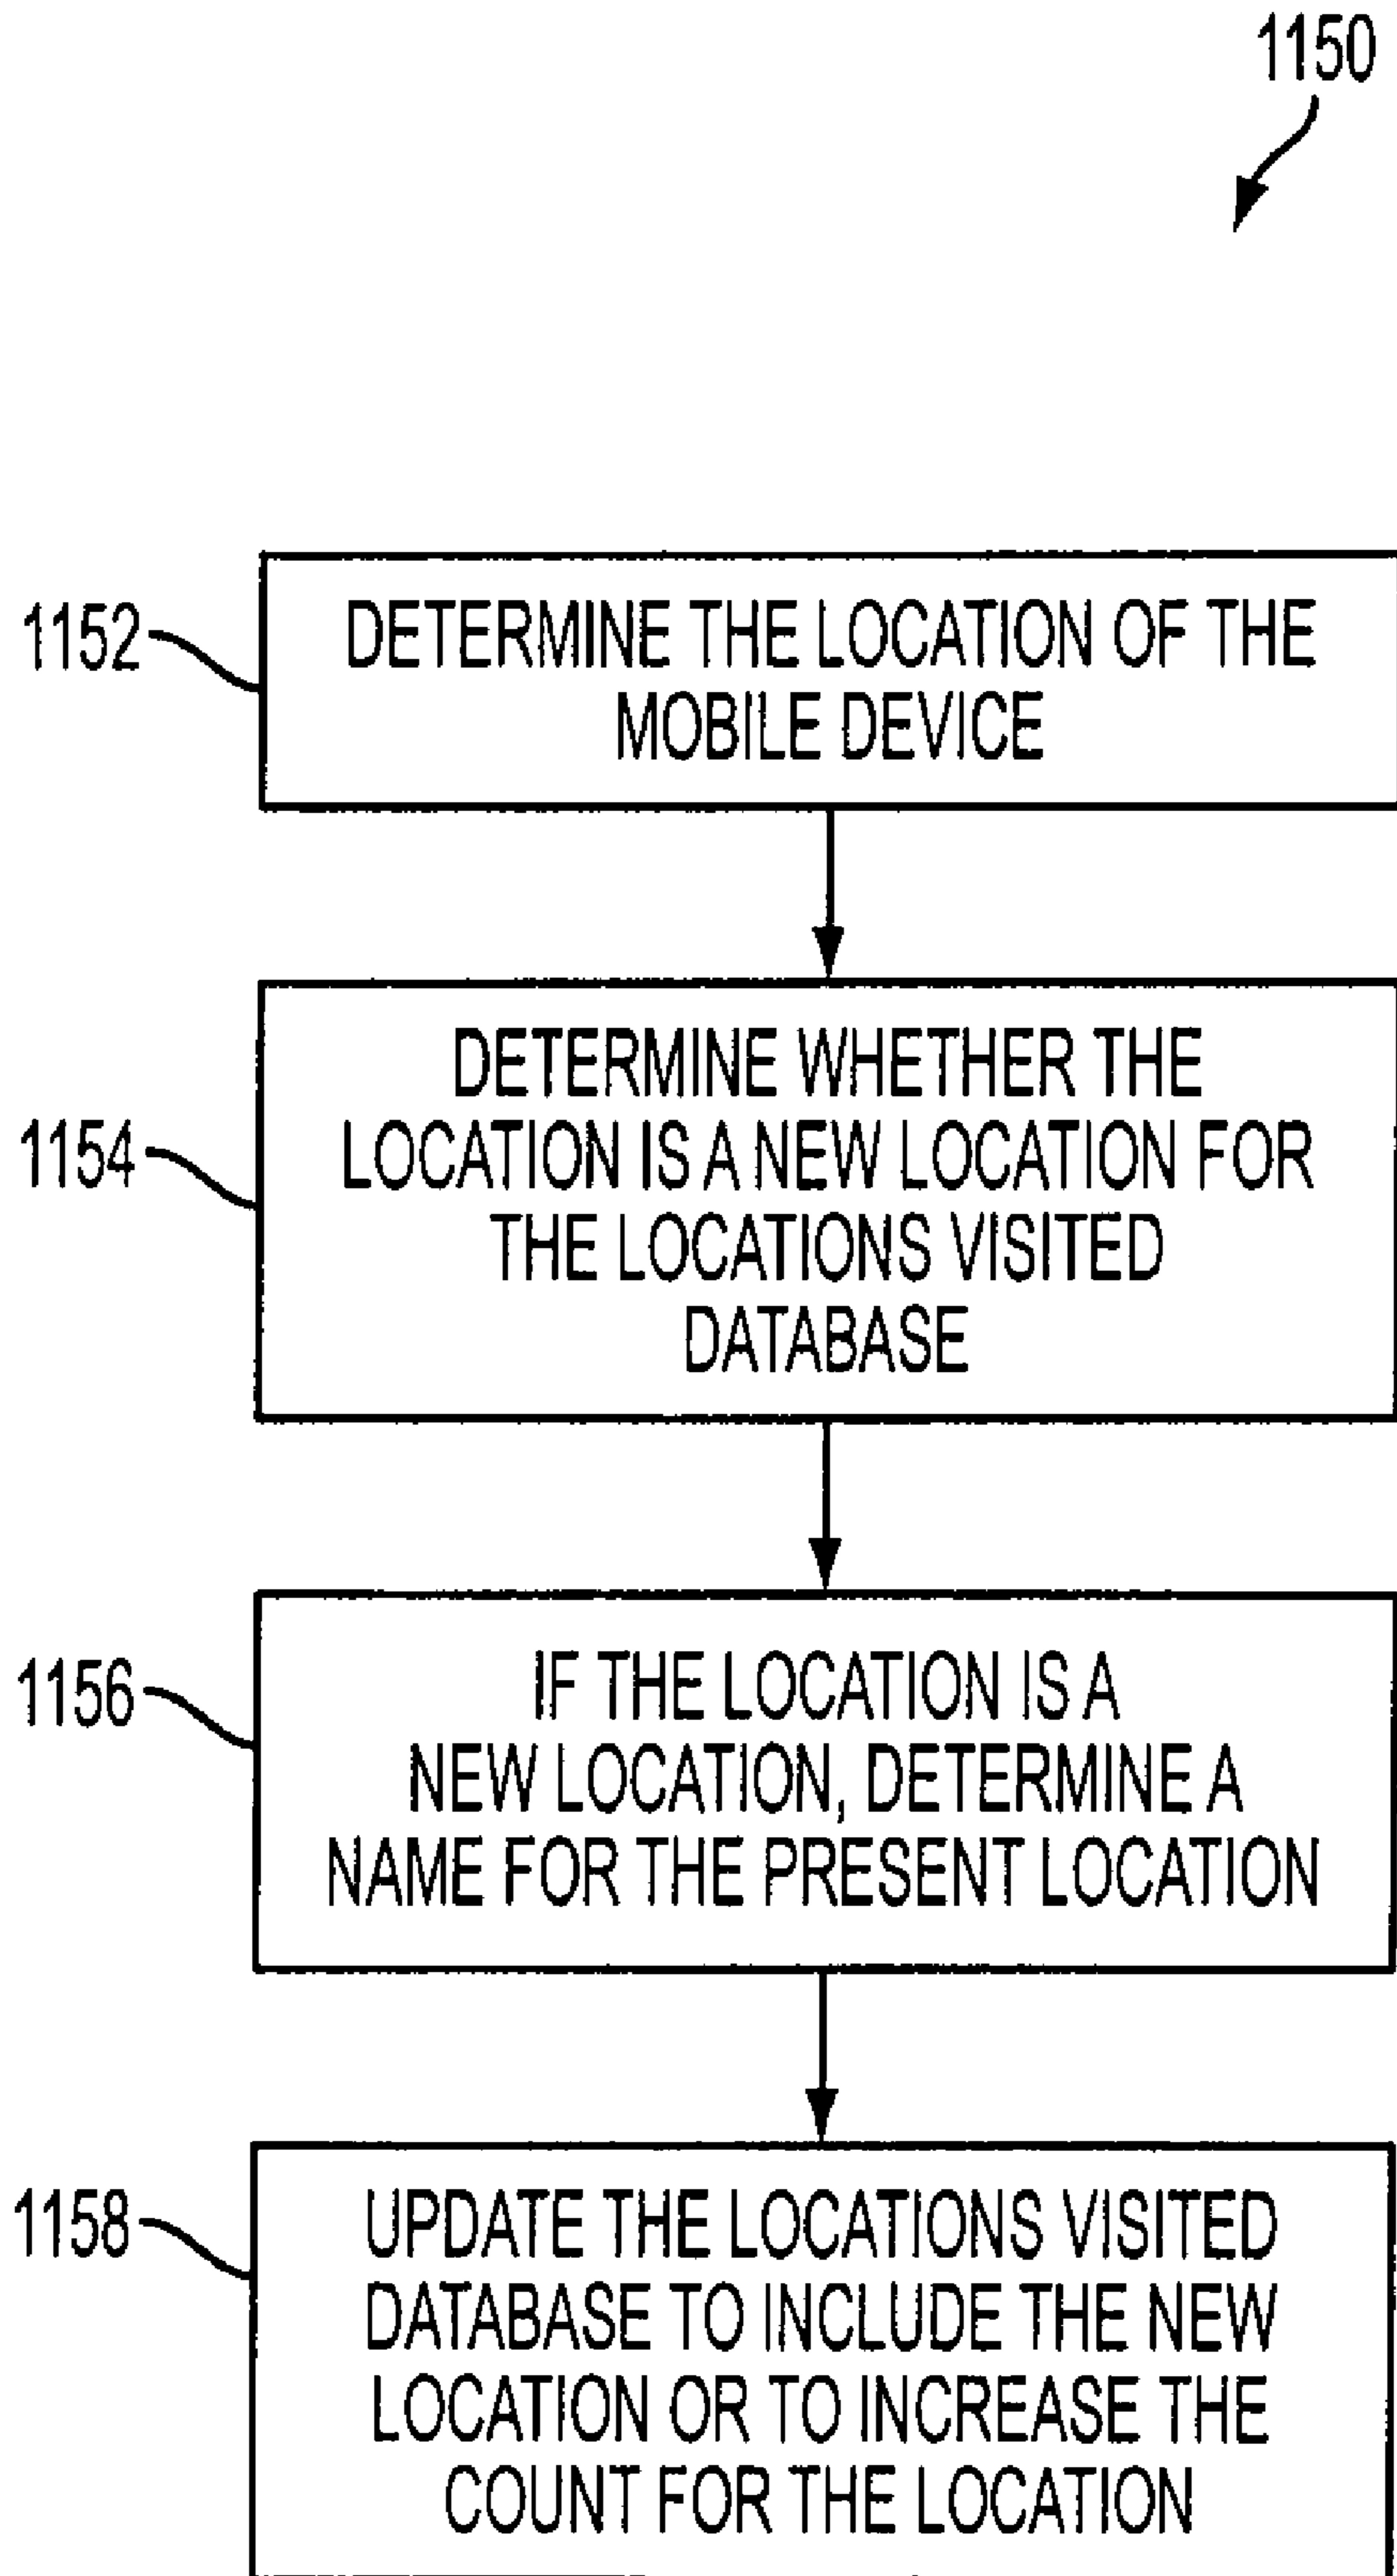 1150
1152
DETERMINE THE LOCATION OF THE
MOBILE DEVICE
1154
DETERMINE WHETHER THE
LOCATION IS A NEW LOCATION FOR
THE LOCATIONS VISITED
DATABASE
1156
IF THE LOCATION IS A
NEW LOCATION, DETERMINE A
NAME FOR THE PRESENT LOCATION
1158
UPDATE THE LOCATIONS VISITED
DATABASE TO INCLUDE THE NEW
LOCATION OR TO INCREASE THE
COUNT FOR THE LOCATION